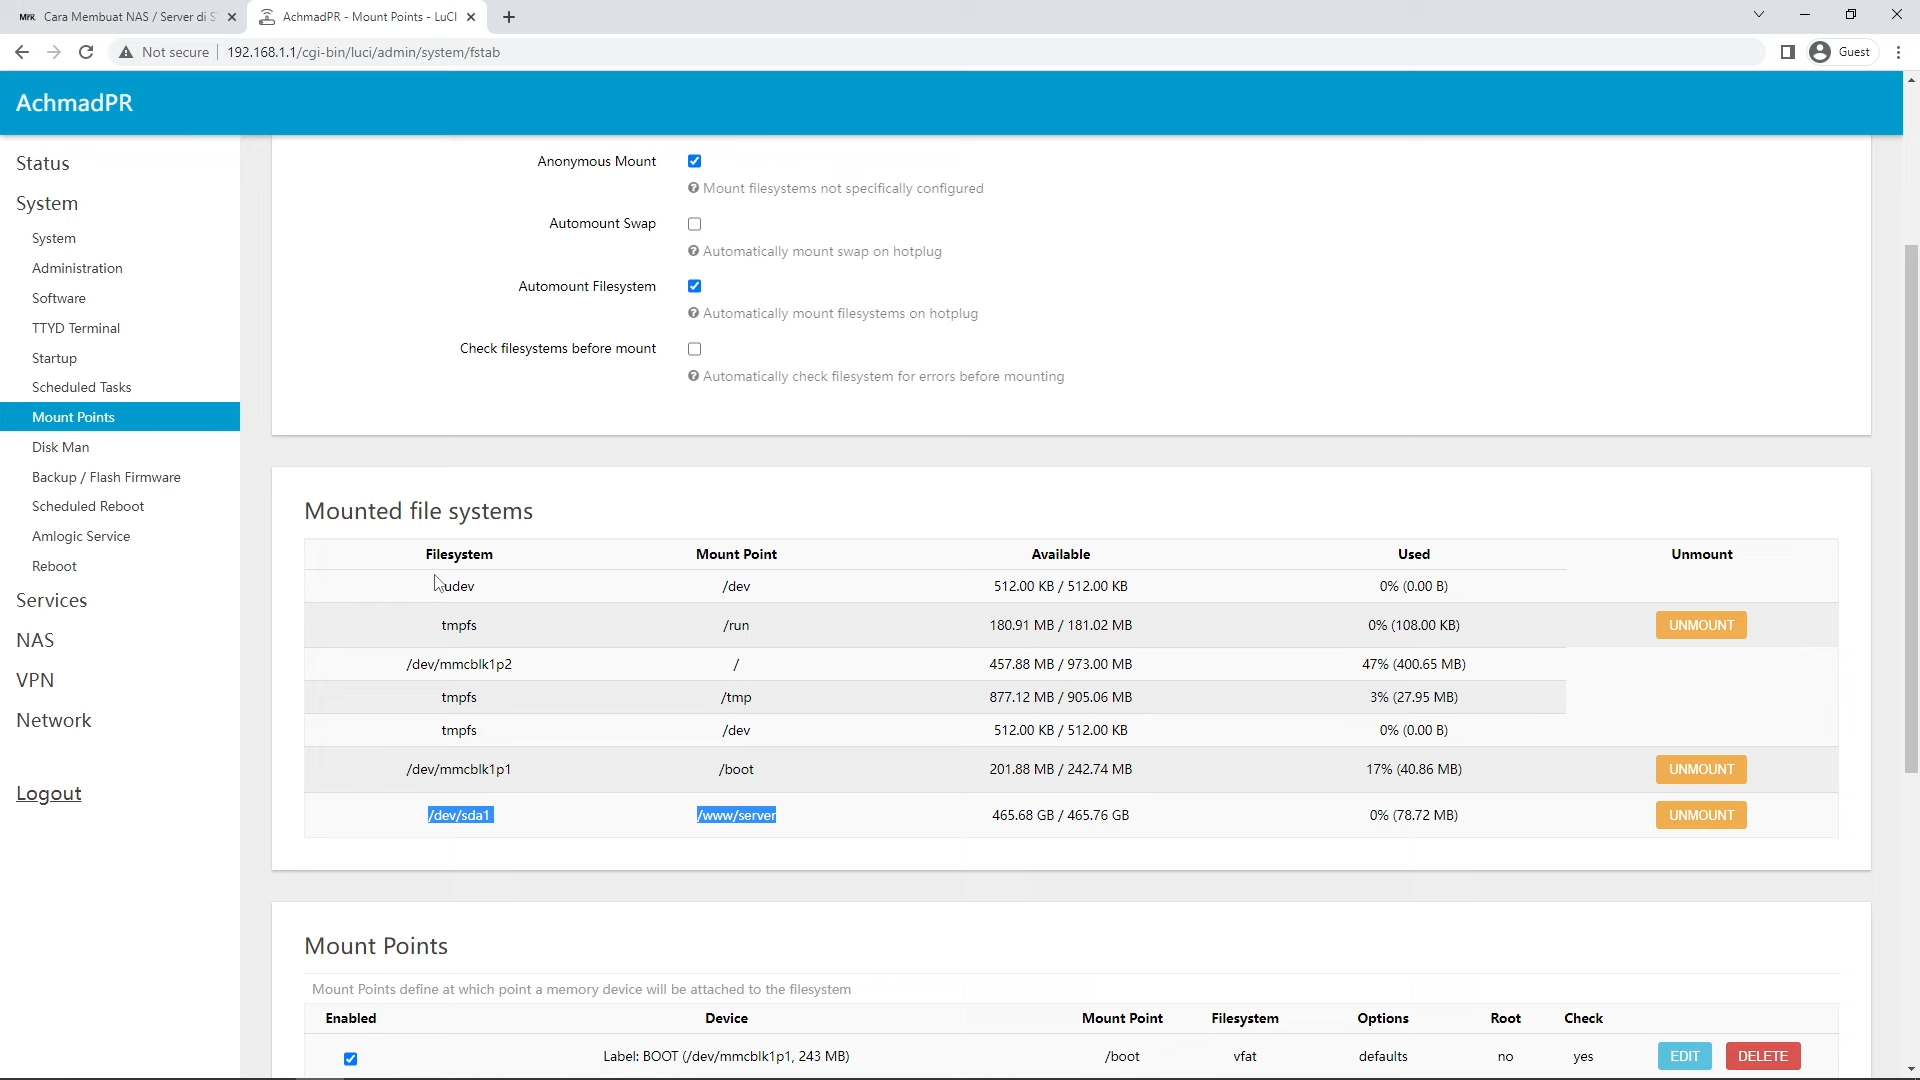 MFK Cara Membuat NAS / Server di S
AchmadPR - Mount Points - LuCI
Not secure 192.168.1.1/cgi-bin/luci/admin/system/fstab
Guest
AchmadPR
Status
System
System
Administration
Software
TTYD Terminal
Startup
Scheduled Tasks
Mount Points
Disk Man
Backup / Flash Firmware
Scheduled Reboot
Amlogic Service
Reboot
Services
NAS
VPN
Network
Logout
Anonymous Mount
Mount filesystems not specifically configured
Automount Swap
Automatically mount swap on hotplug
Automount Filesystem
Automatically mount filesystems on hotplug
Check filesystems before mount
Automatically check filesystem for errors before mounting
Mounted file systems
Filesystem Mount Point Available Used Unmount
udev /dev 512.00 KB / 512.00 KB 0% (0.00 B)
tmpfs /run 180.91 MB / 181.02 MB 0% (108.00 KB) UNMOUNT
/dev/mmcblk1p2 / 457.88 MB / 973.00 MB 47% (400.65 MB)
tmpfs /tmp 877.12 MB / 905.06 MB 3% (27.95 MB)
tmpfs /dev 512.00 KB / 512.00 KB 0% (0.00 B)
/dev/mmcblk1p1 /boot 201.88 MB / 242.74 MB 17% (40.86 MB) UNMOUNT
/dev/sda1 /www/server 465.68 GB / 465.76 GB 0% (78.72 MB) UNMOUNT
Mount Points
Mount Points define at which point a memory device will be attached to the filesystem
Enabled Device Mount Point Filesystem Options Root Check
Label: BOOT (/dev/mmcblk1p1, 243 MB) /boot vfat defaults no yes EDIT DELETE